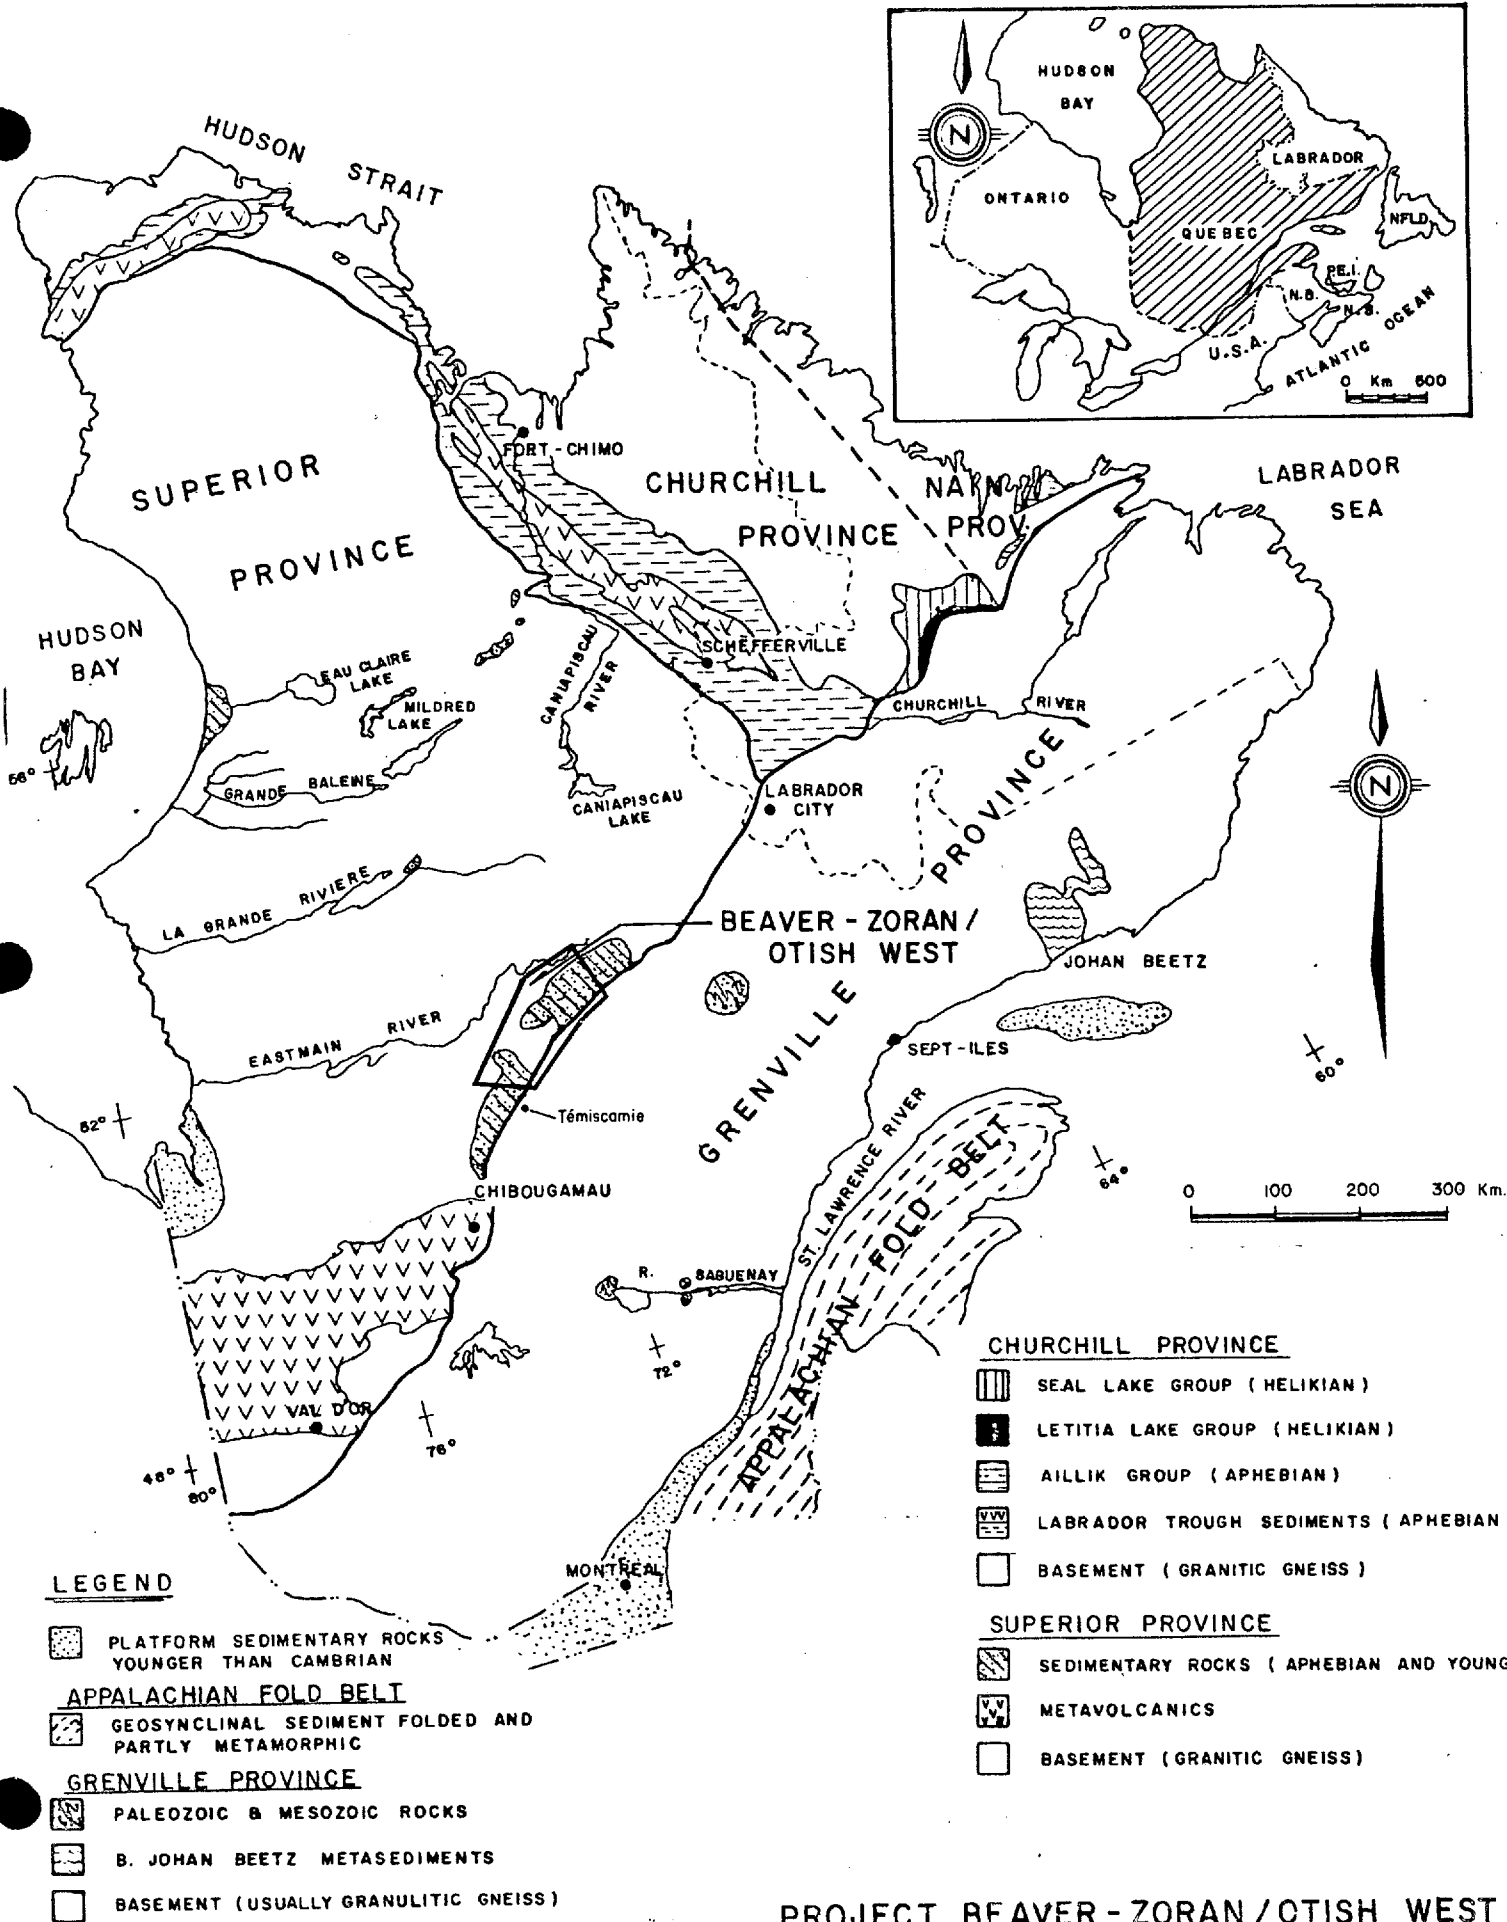 HUDSON
BAY
ONTARIO
LABRADOR
QUEBEC
NFLD.
P.E.I.
N.B.
N.S.
U.S.A.
ATLANTIC OCEAN
0 Km 600
N
HUDSON STRAIT
SUPERIOR
PROVINCE
FORT-CHIMO
CHURCHILL
PROVINCE
NAIN
PROV.
LABRADOR
SEA
HUDSON
BAY
EAU CLAIRE
LAKE
MILDRED
LAKE
CANIAPISCAU
RIVER
SCHEFFERVILLE
CHURCHILL RIVER
56°
GRANDE BALEINE
CANIAPISCAU
LAKE
LABRADOR
CITY
N
LA GRANDE RIVIERE
BEAVER - ZORAN /
OTISH WEST
JOHAN BEETZ
EASTMAIN RIVER
GRENVILLE PROVINCE
SEPT-ILES
60°
52°
Témiscamie
64°
CHIBOUGAMAU
ST. LAWRENCE RIVER
APPALACHIAN FOLD BELT
0 100 200 300 Km.
R. SAGUENAY
72°
VAL D'OR
76°
48°
80°
MONTREAL
LEGEND
PLATFORM SEDIMENTARY ROCKS
YOUNGER THAN CAMBRIAN
APPALACHIAN FOLD BELT
GEOSYNCLINAL SEDIMENT FOLDED AND
PARTLY METAMORPHIC
GRENVILLE PROVINCE
PALEOZOIC & MESOZOIC ROCKS
B. JOHAN BEETZ METASEDIMENTS
BASEMENT (USUALLY GRANULITIC GNEISS)
CHURCHILL PROVINCE
SEAL LAKE GROUP (HELIKIAN)
LETITIA LAKE GROUP (HELIKIAN)
AILLIK GROUP (APHEBIAN)
LABRADOR TROUGH SEDIMENTS (APHEBIAN
BASEMENT (GRANITIC GNEISS)
SUPERIOR PROVINCE
SEDIMENTARY ROCKS (APHEBIAN AND YOUNG
METAVOLCANICS
BASEMENT (GRANITIC GNEISS)
PROJECT BEAVER - ZORAN / OTISH WEST